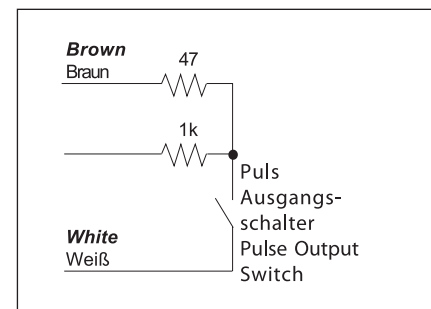 Brown
Braun
47
1k
Puls
Ausgangs-
schalter
Pulse Output
Switch
White
Weiß